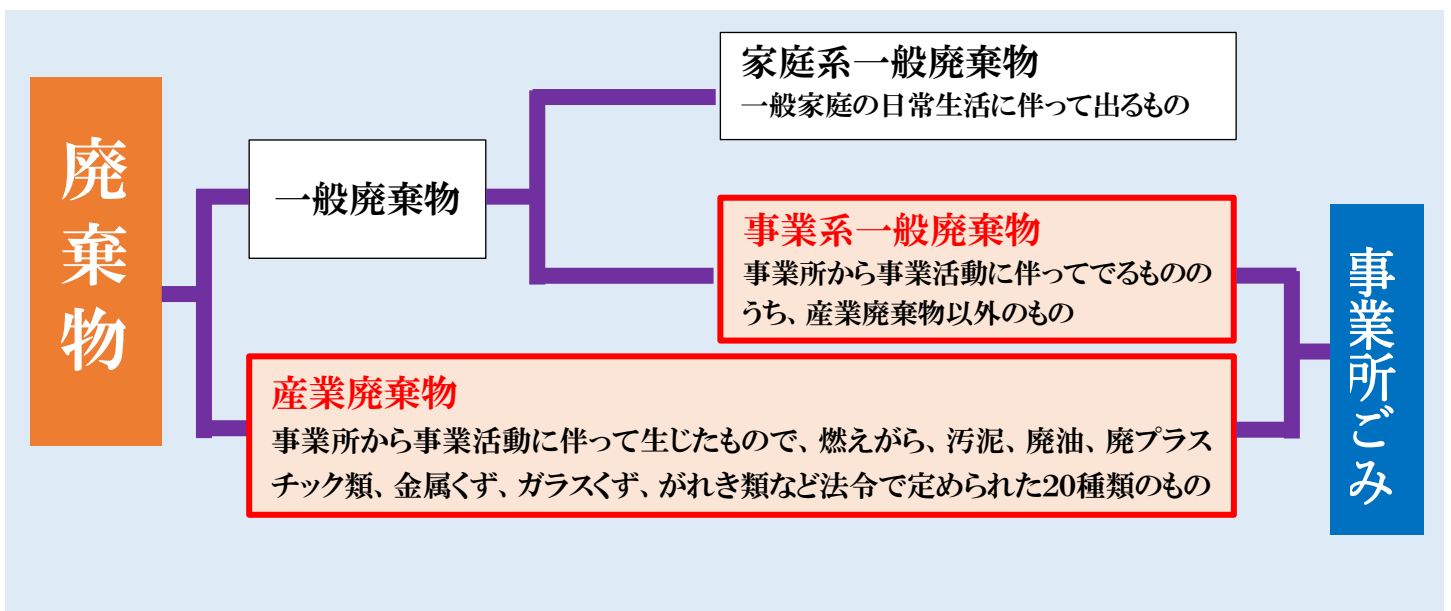 廃棄物
一般廃棄物
家庭系一般廃棄物
一般家庭の日常生活に伴って出るもの
事業系一般廃棄物
事業所から事業活動に伴ってでるものの
うち、産業廃棄物以外のもの
産業廃棄物
事業所から事業活動に伴って生じたもので、燃えがら、汚泥、廃油、廃プラス
チック類、金属くず、ガラスくず、がれき類など法令で定められた20種類のもの
事業所ごみ